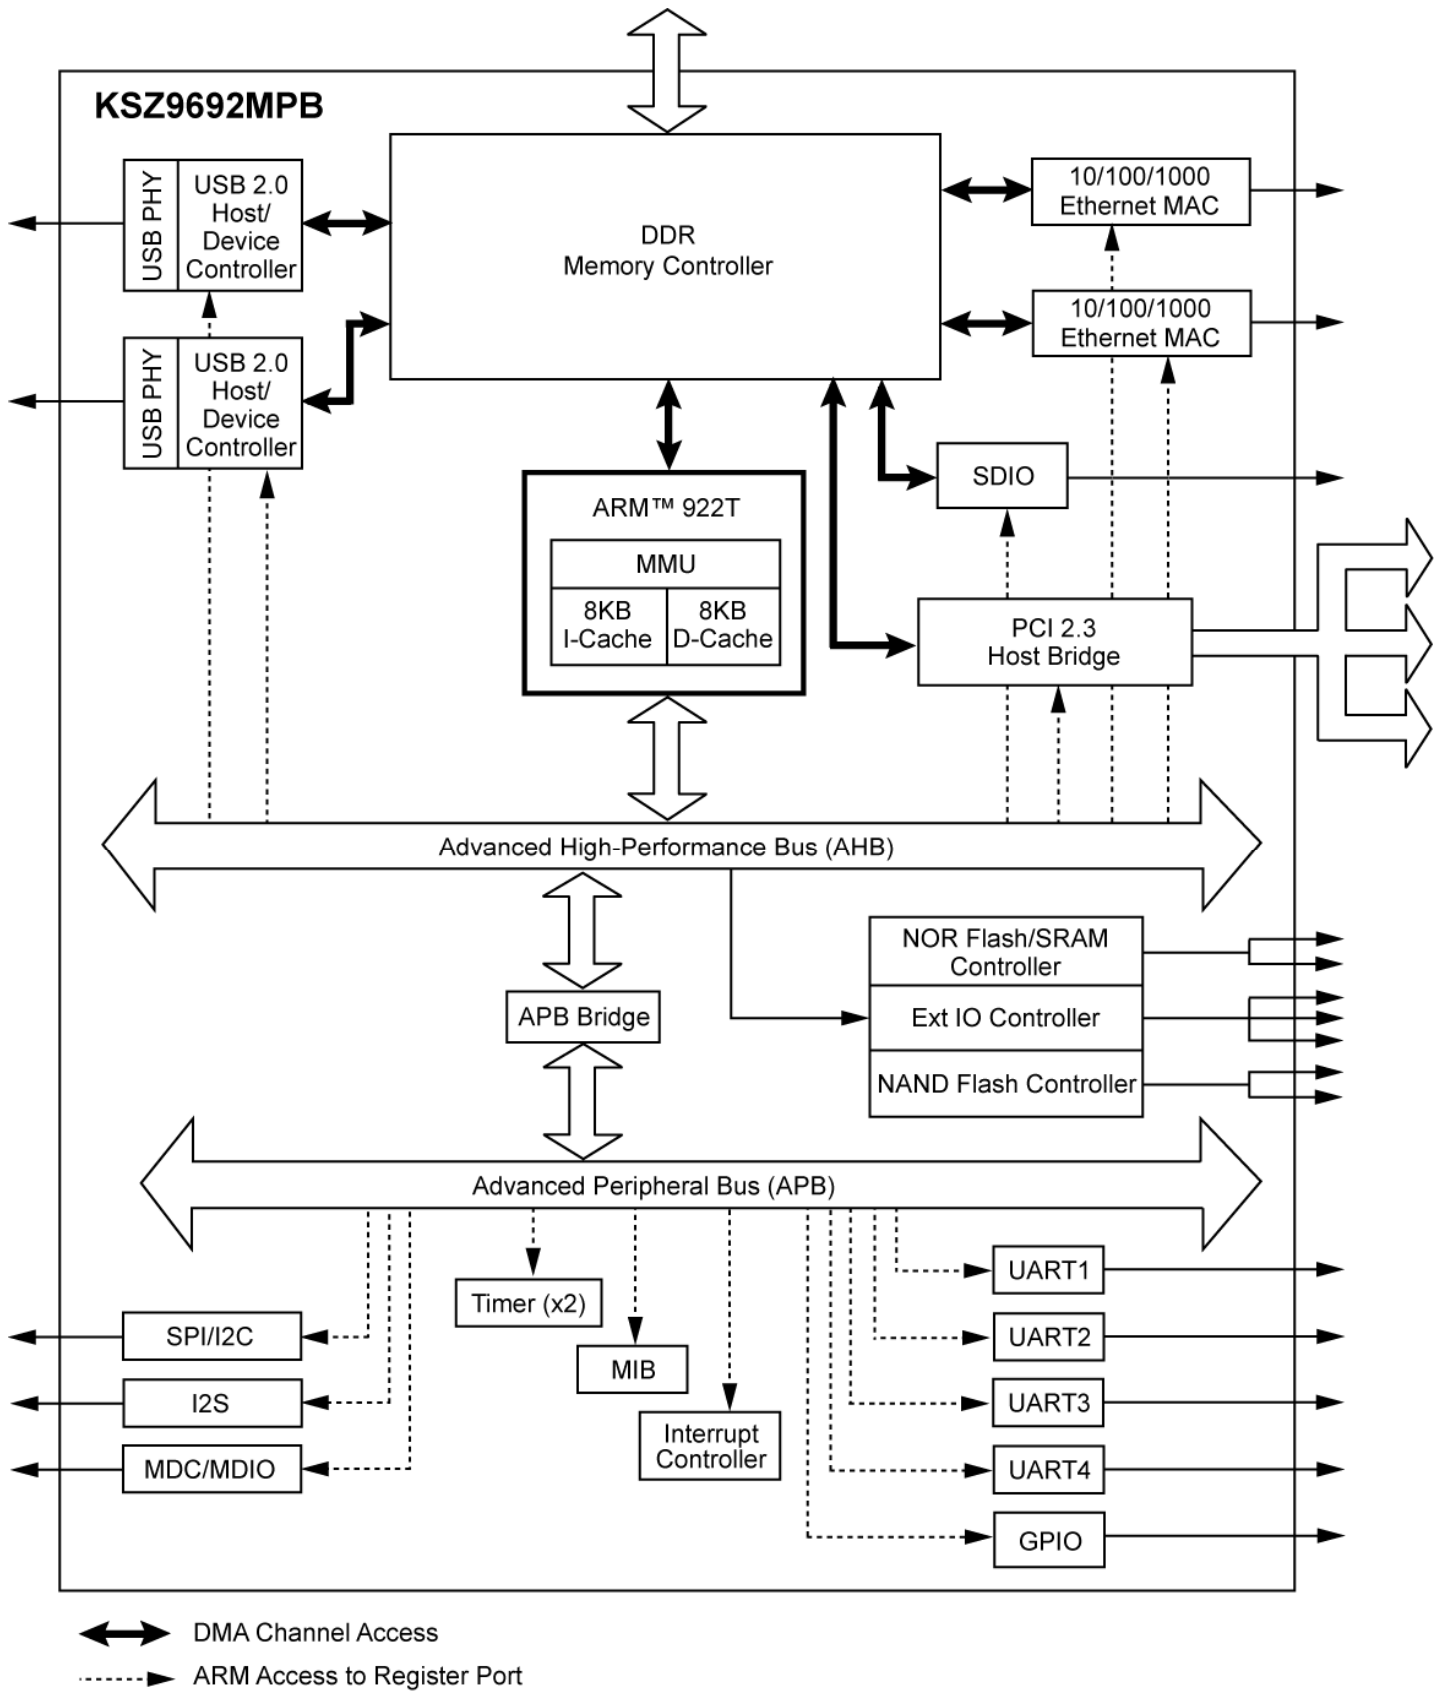 KSZ9692MPB
USB PHY
USB 2.0
Host/
Device
Controller
DDR
Memory Controller
10/100/1000
Ethernet MAC
10/100/1000
Ethernet MAC
USB PHY
USB 2.0
Host/
Device
Controller
SDIO
ARM™ 922T
MMU
8KB
I-Cache
8KB
D-Cache
PCI 2.3
Host Bridge
Advanced High-Performance Bus (AHB)
NOR Flash/SRAM
Controller
APB Bridge
Ext IO Controller
NAND Flash Controller
Advanced Peripheral Bus (APB)
Timer (x2)
MIB
Interrupt
Controller
SPI/I2C
I2S
MDC/MDIO
UART1
UART2
UART3
UART4
GPIO
DMA Channel Access
ARM Access to Register Port